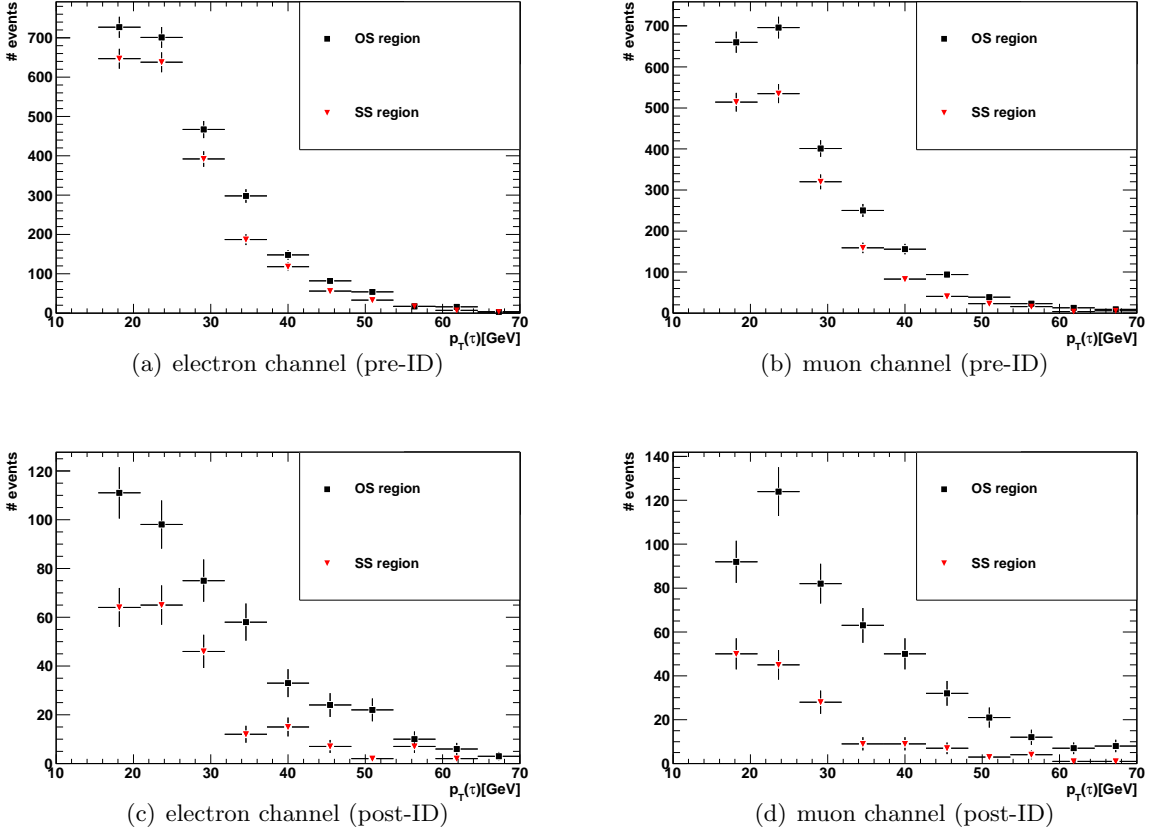 # events
700
600
500
400
300
200
100
0
OS region
SS region
10 20 30 40 50 60 70
p_T(τ)[GeV]
(a) electron channel (pre-ID)
# events
700
600
500
400
300
200
100
0
OS region
SS region
10 20 30 40 50 60 70
p_T(τ)[GeV]
(b) muon channel (pre-ID)
# events
120
100
80
60
40
20
0
OS region
SS region
10 20 30 40 50 60 70
p_T(τ)[GeV]
(c) electron channel (post-ID)
# events
140
120
100
80
60
40
20
0
OS region
SS region
10 20 30 40 50 60 70
p_T(τ)[GeV]
(d) muon channel (post-ID)